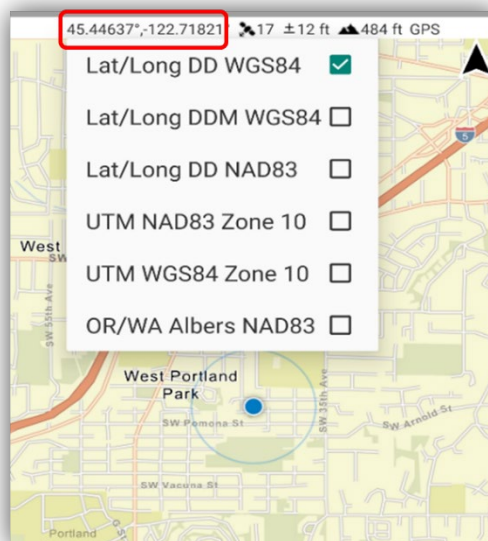 45.44637°,-122.71821° 17 ±12 ft 484 ft GPS
Lat/Long DD WGS84
Lat/Long DDM WGS84
Lat/Long DD NAD83
UTM NAD83 Zone 10
UTM WGS84 Zone 10
OR/WA Albers NAD83
5
West
SW
SW 55th Ave
West Portland
Park
SW 35th Ave
SW Pomona St
SW Arnold St
SW Vacuna St
Portland